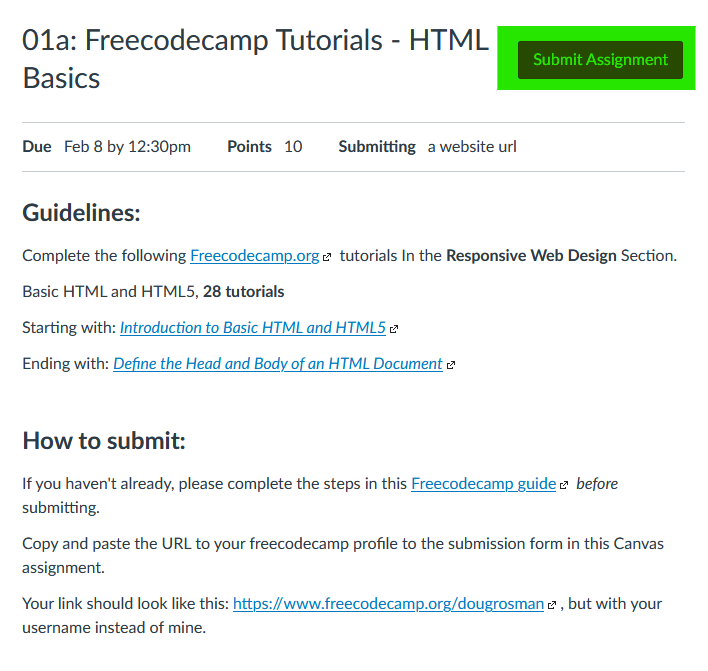 01a: Freecodecamp Tutorials - HTML
Basics
Submit Assignment
Due Feb 8 by 12:30pm Points 10 Submitting a website url
Guidelines:
Complete the following Freecodecamp.org tutorials In the Responsive Web Design Section.
Basic HTML and HTML5, 28 tutorials
Starting with: Introduction to Basic HTML and HTML5
Ending with: Define the Head and Body of an HTML Document
How to submit:
If you haven't already, please complete the steps in this Freecodecamp guide before
submitting.
Copy and paste the URL to your freecodecamp profile to the submission form in this Canvas
assignment.
Your link should look like this: https://www.freecodecamp.org/dougrosman , but with your
username instead of mine.